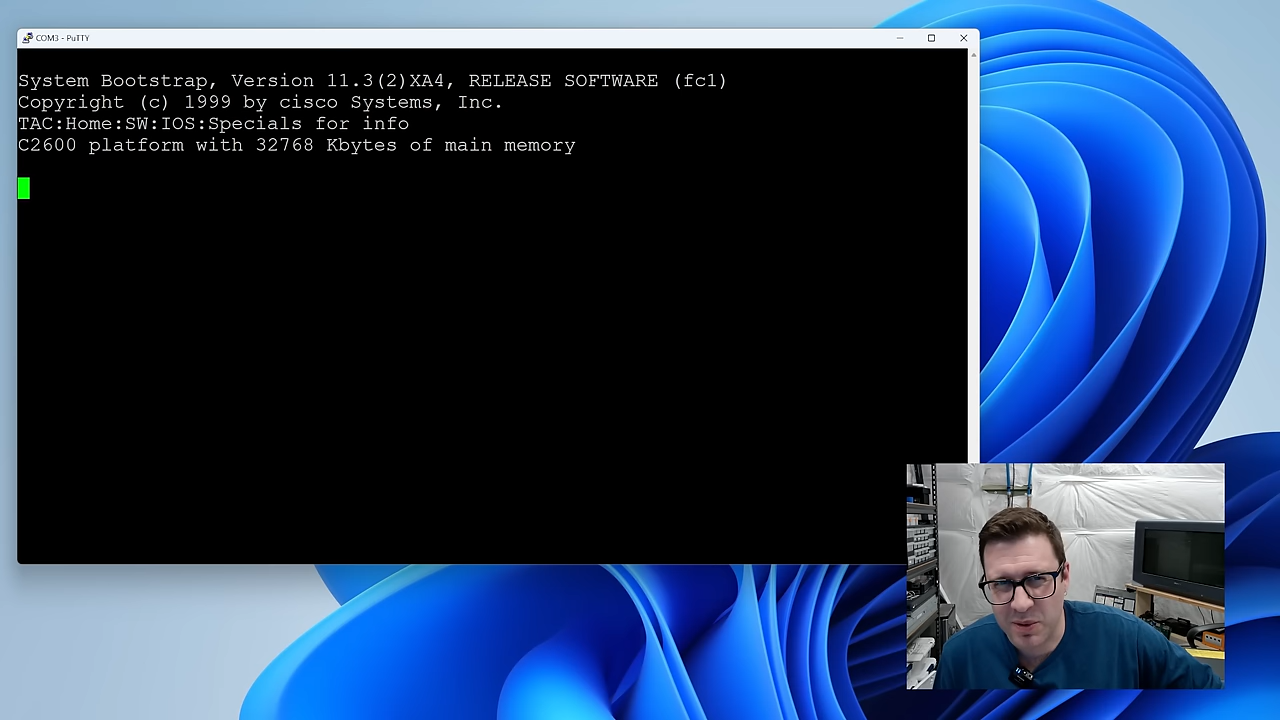 COM3 - PuTTY
System Bootstrap, Version 11.3(2)XA4, RELEASE SOFTWARE (fc1)
Copyright (c) 1999 by cisco Systems, Inc.
TAC:Home:SW:IOS:Specials for info
C2600 platform with 32768 Kbytes of main memory